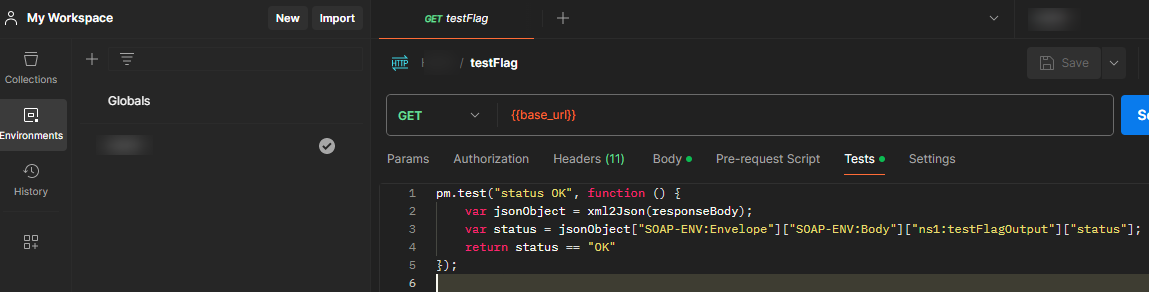 My Workspace
New
Import
GET testFlag
Collections
Environments
History
Globals
HTTP
/ testFlag
Save
GET
{{base_url}}
Params
Authorization
Headers (11)
Body
Pre-request Script
Tests
Settings
1 pm.test("status OK", function () {
2 var jsonObject = xml2Json(responseBody);
3 var status = jsonObject["SOAP-ENV:Envelope"]["SOAP-ENV:Body"]["ns1:testFlagOutput"]["status"];
4 return status == "OK"
5 });
6